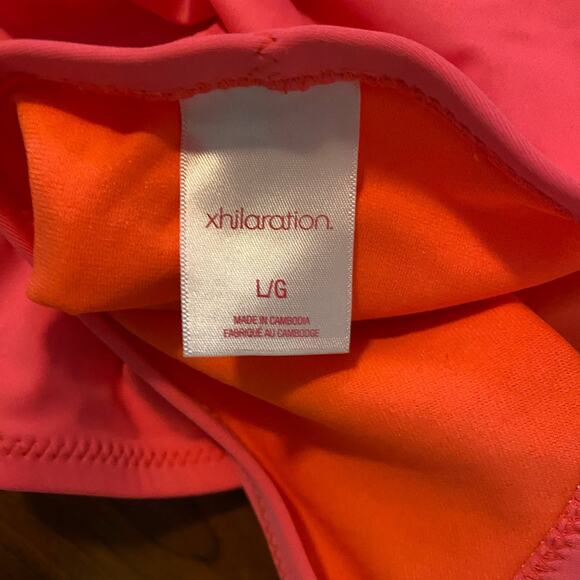 xhilaration.
L/G
MADE IN CAMBODIA
FABRIQUÉ AU CAMBODGE